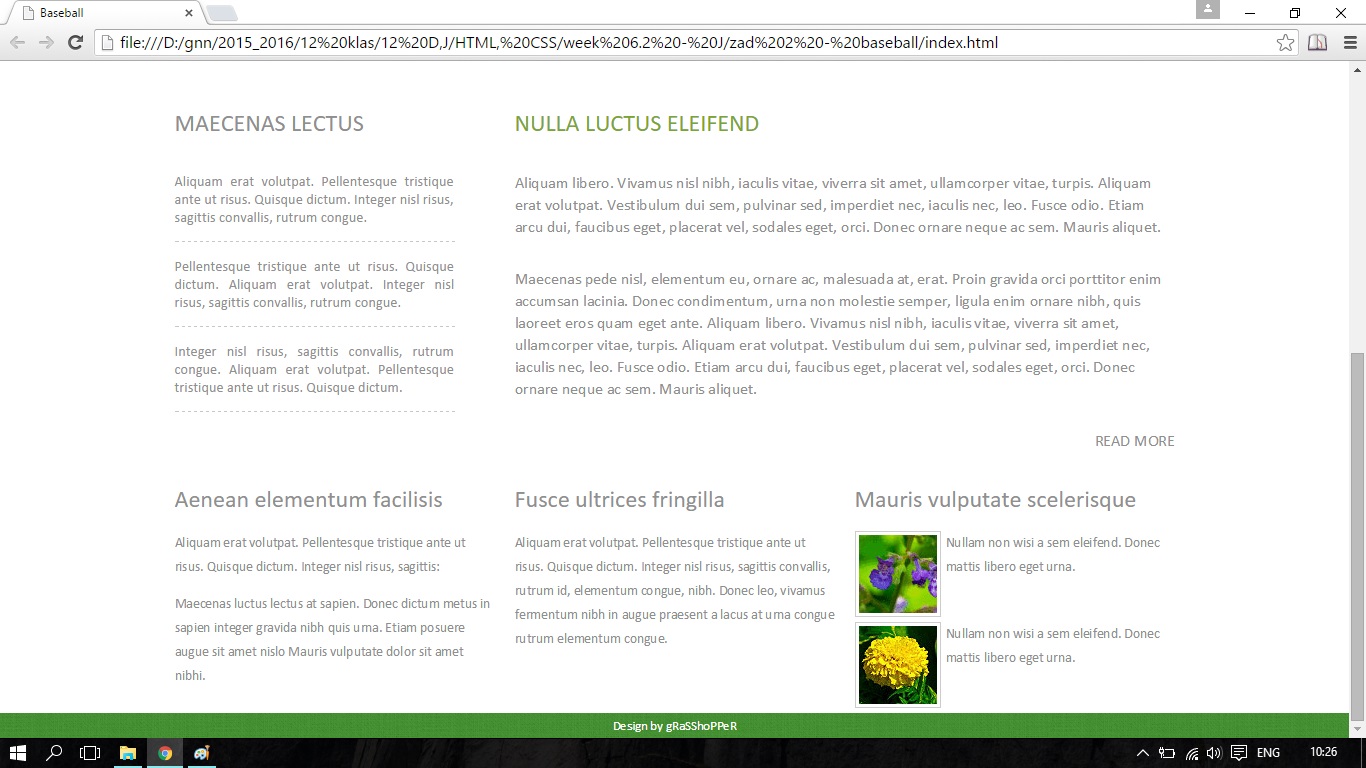 Baseball
file:///D:/gnn/2015_2016/12%20klas/12%20D,J/HTML,%20CSS/week%206.2%20-%20J/zad%202%20-%20baseball/index.html
MAECENAS LECTUS
Aliquam erat volutpat. Pellentesque tristique
ante ut risus. Quisque dictum. Integer nisl risus,
sagittis convallis, rutrum congue.
Pellentesque tristique ante ut risus. Quisque
dictum. Aliquam erat volutpat. Integer nisl
risus, sagittis convallis, rutrum congue.
Integer nisl risus, sagittis convallis, rutrum
congue. Aliquam erat volutpat. Pellentesque
tristique ante ut risus. Quisque dictum.
NULLA LUCTUS ELEIFEND
Aliquam libero. Vivamus nisl nibh, iaculis vitae, viverra sit amet, ullamcorper vitae, turpis. Aliquam
erat volutpat. Vestibulum dui sem, pulvinar sed, imperdiet nec, iaculis nec, leo. Fusce odio. Etiam
arcu dui, faucibus eget, placerat vel, sodales eget, orci. Donec ornare neque ac sem. Mauris aliquet.
Maecenas pede nisl, elementum eu, ornare ac, malesuada at, erat. Proin gravida orci porttitor enim
accumsan lacinia. Donec condimentum, urna non molestie semper, ligula enim ornare nibh, quis
laoreet eros quam eget ante. Aliquam libero. Vivamus nisl nibh, iaculis vitae, viverra sit amet,
ullamcorper vitae, turpis. Aliquam erat volutpat. Vestibulum dui sem, pulvinar sed, imperdiet nec,
iaculis nec, leo. Fusce odio. Etiam arcu dui, faucibus eget, placerat vel, sodales eget, orci. Donec
ornare neque ac sem. Mauris aliquet.
READ MORE
Aenean elementum facilisis
Aliquam erat volutpat. Pellentesque tristique ante ut
risus. Quisque dictum. Integer nisl risus, sagittis:
Maecenas luctus lectus at sapien. Donec dictum metus in
sapien integer gravida nibh quis urna. Etiam posuere
augue sit amet nislo Mauris vulputate dolor sit amet
nibhi.
Fusce ultrices fringilla
Aliquam erat volutpat. Pellentesque tristique ante ut
risus. Quisque dictum. Integer nisl risus, sagittis convallis,
rutrum id, elementum congue, nibh. Donec leo, vivamus
fermentum nibh in augue praesent a lacus at urna congue
rutrum elementum congue.
Mauris vulputate scelerisque
Nullam non wisi a sem eleifend. Donec
mattis libero eget urna.
Nullam non wisi a sem eleifend. Donec
mattis libero eget urna.
Design by gRaSShoPPeR
ENG
10:26